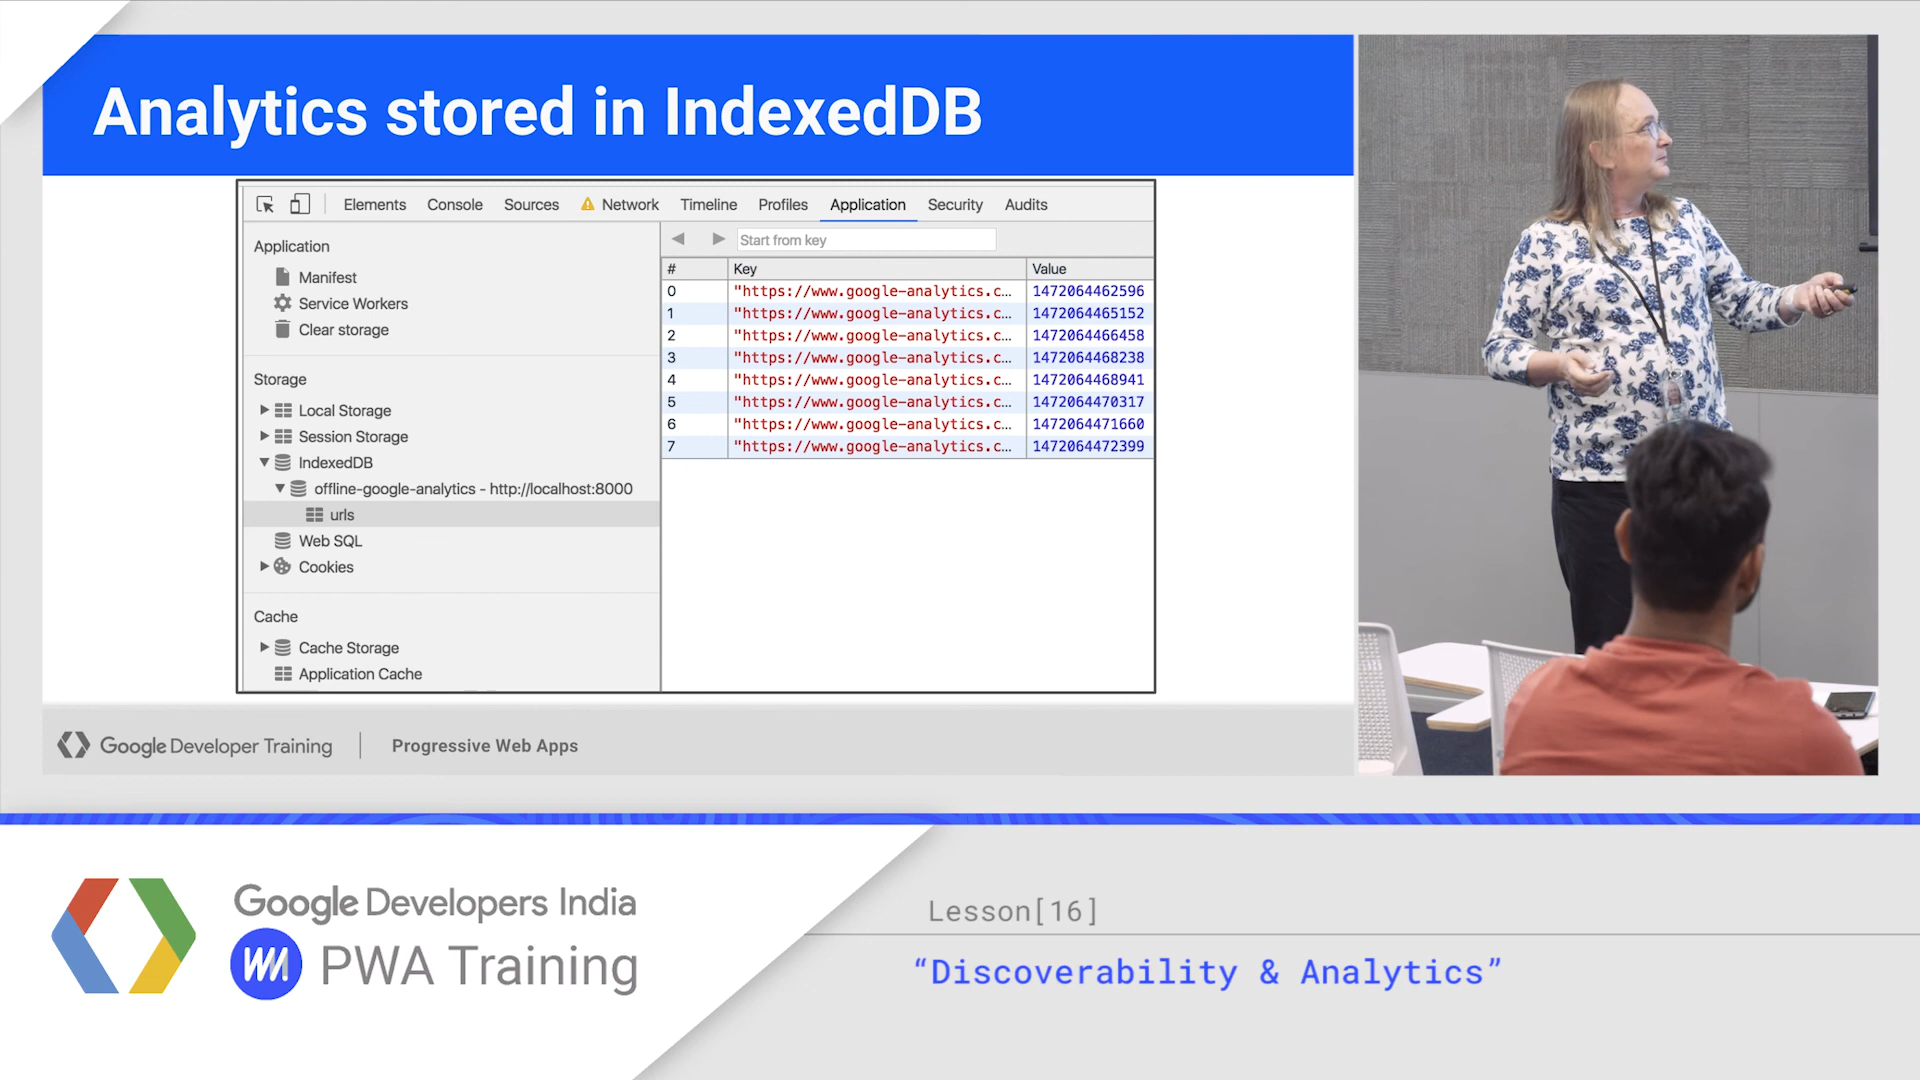 Analytics stored in IndexedDB
Elements Console Sources Network Timeline Profiles Application Security Audits
Application
Manifest
Service Workers
Clear storage
Storage
Local Storage
Session Storage
IndexedDB
offline-google-analytics - http://localhost:8000
urls
Web SQL
Cookies
Cache
Cache Storage
Application Cache
Start from key
# Key Value
0 "https://www.google-analytics.c... 1472064462596
1 "https://www.google-analytics.c... 1472064465152
2 "https://www.google-analytics.c... 1472064466458
3 "https://www.google-analytics.c... 1472064468238
4 "https://www.google-analytics.c... 1472064468941
5 "https://www.google-analytics.c... 1472064470317
6 "https://www.google-analytics.c... 1472064471660
7 "https://www.google-analytics.c... 1472064472399
Google Developer Training | Progressive Web Apps
Google Developers India
PWA Training
Lesson[16]
“Discoverability & Analytics”